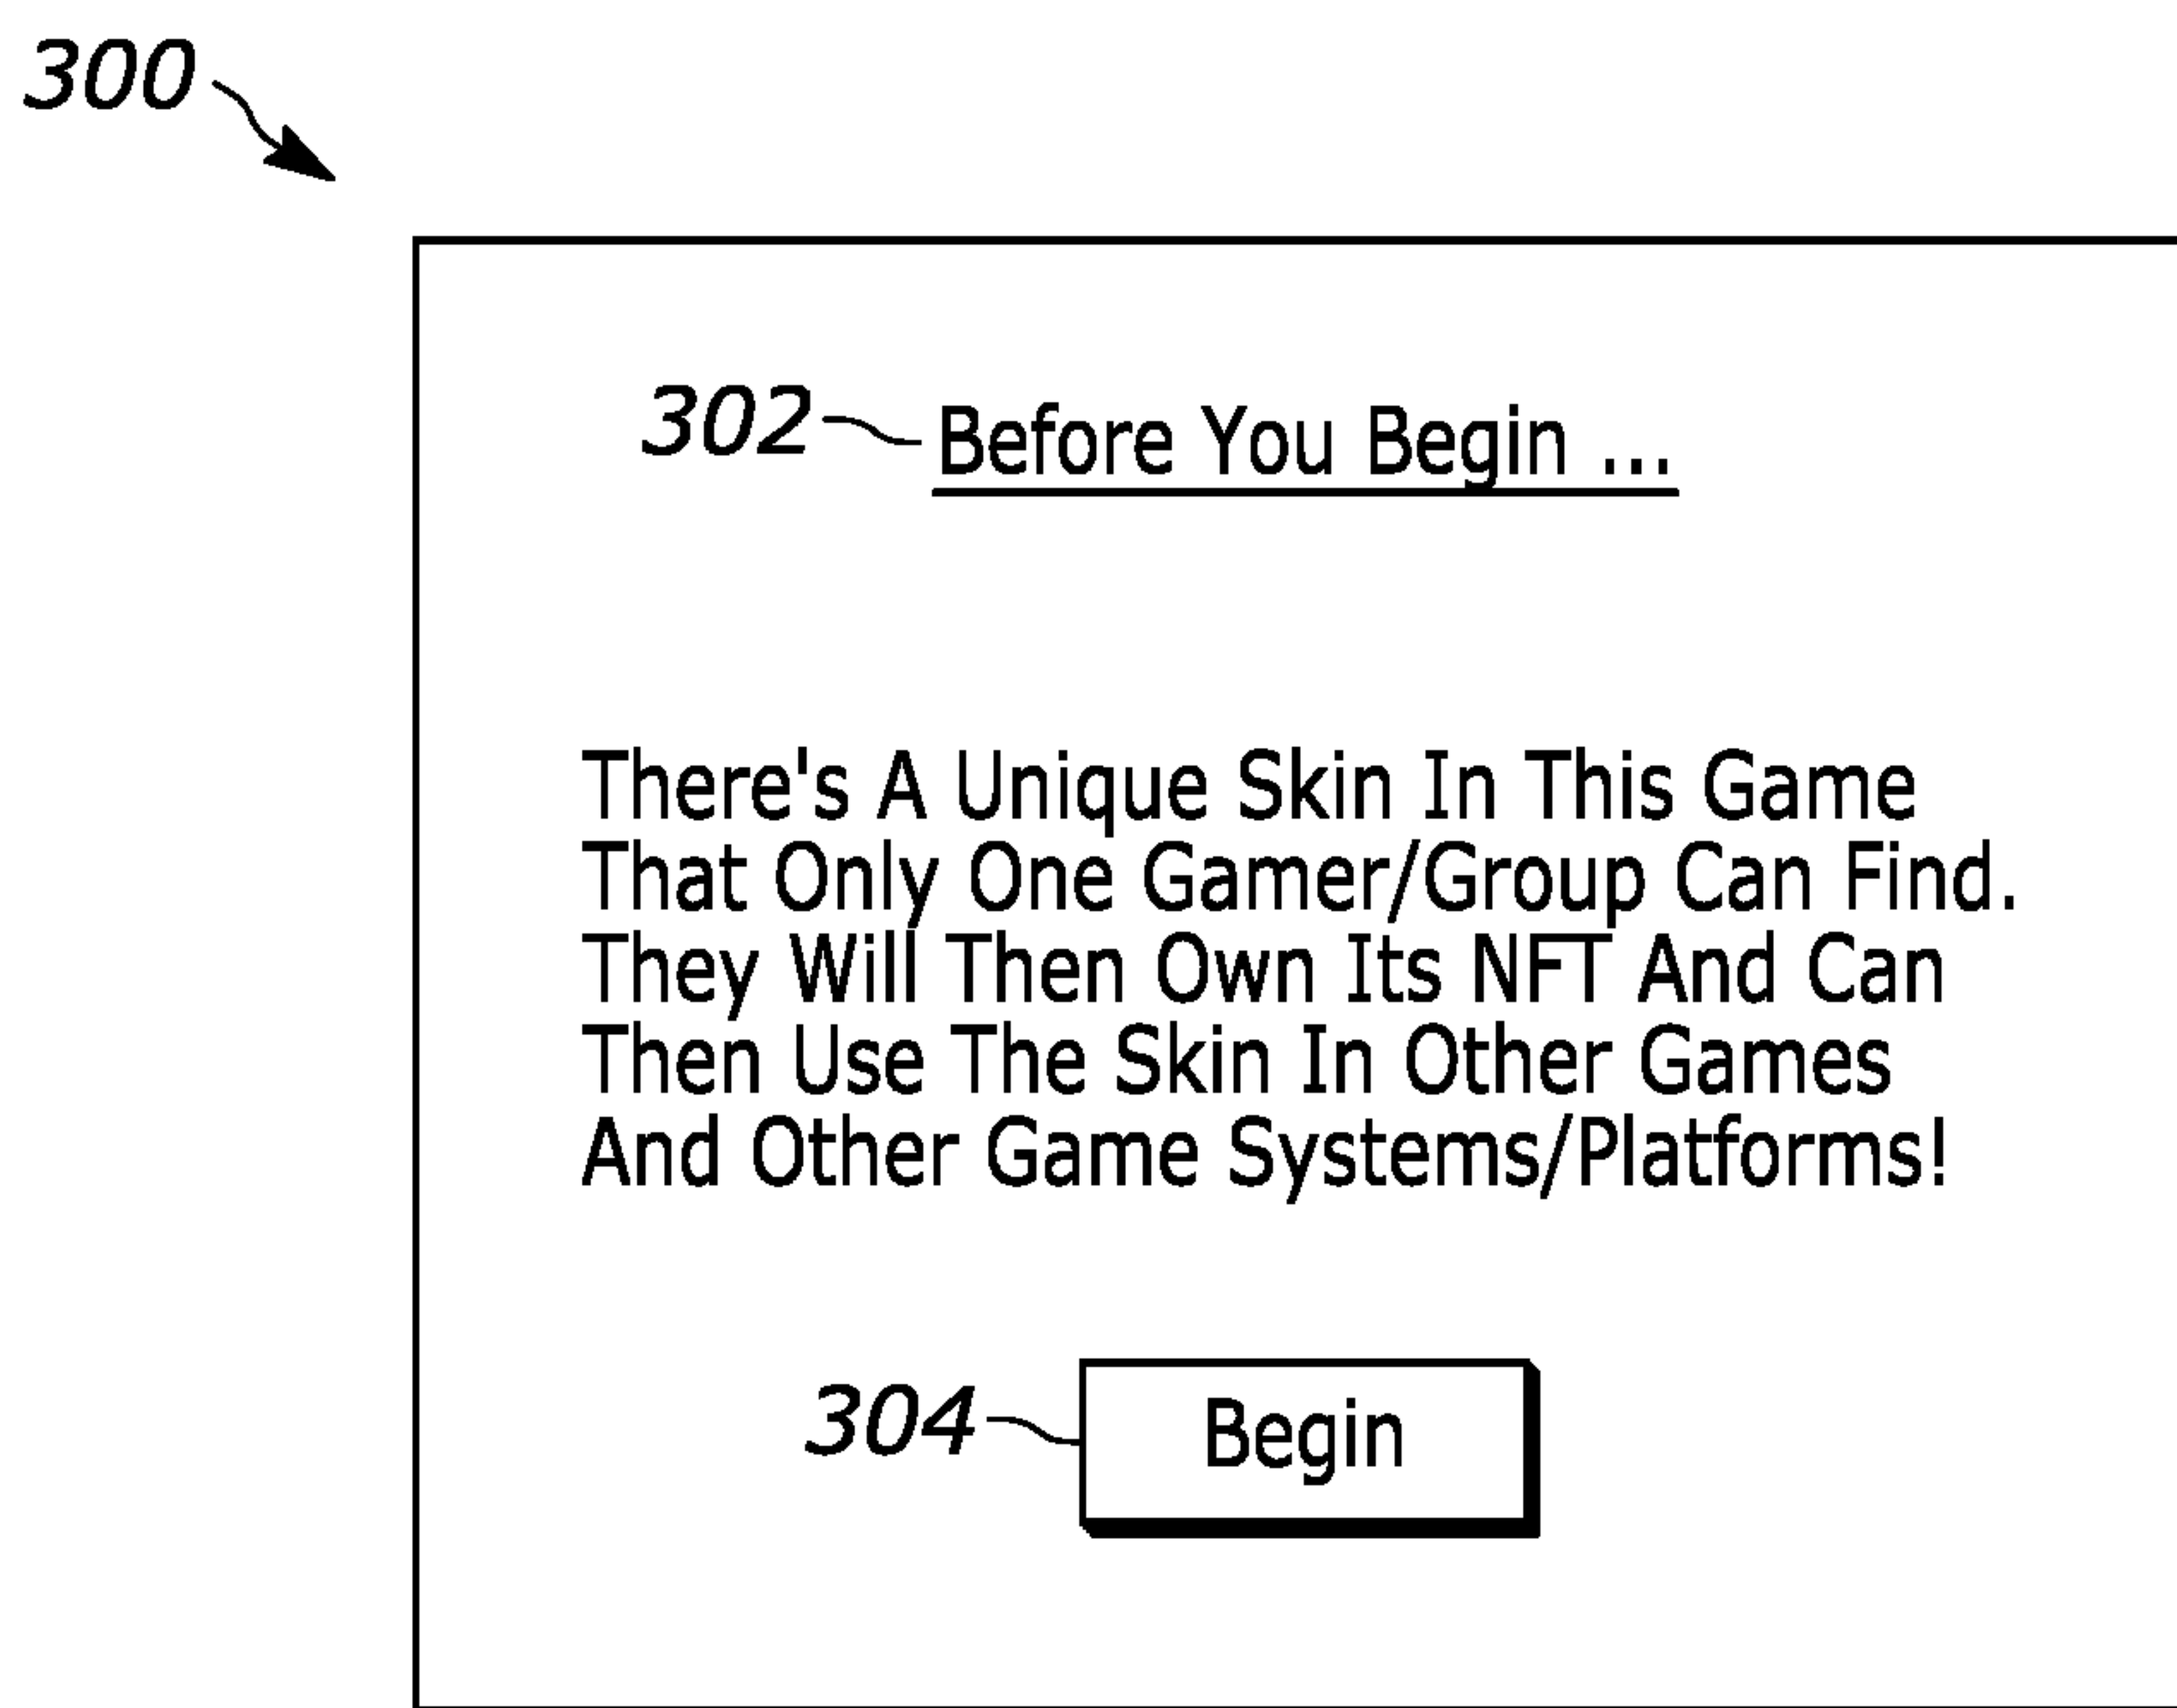 300
302 Before You Begin ...
There's A Unique Skin In This Game
That Only One Gamer/Group Can Find.
They Will Then Own Its NFT And Can
Then Use The Skin In Other Games
And Other Game Systems/Platforms!
304 Begin